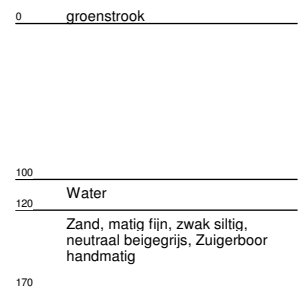 0 groenstrook
100
Water
120
Zand, matig fijn, zwak siltig,
neutraal beigegrijs, Zuigerboor
handmatig
170